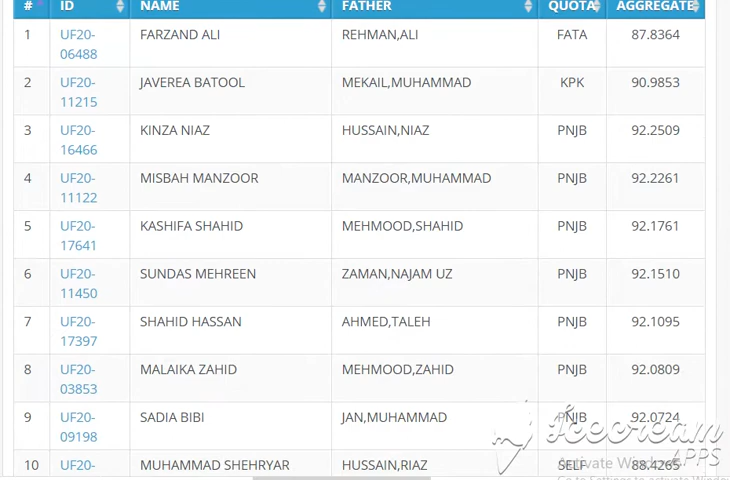 # ID NAME FATHER QUOTA AGGREGATE
1 UF20- FARZAND ALI REHMAN,ALI FATA 87.8364
06488
2 UF20- JAVEREA BATOOL MEKAIL,MUHAMMAD KPK 90.9853
11215
3 UF20- KINZA NIAZ HUSSAIN,NIAZ PNJB 92.2509
16466
4 UF20- MISBAH MANZOOR MANZOOR,MUHAMMAD PNJB 92.2261
11122
5 UF20- KASHIFA SHAHID MEHMOOD,SHAHID PNJB 92.1761
17641
6 UF20- SUNDAS MEHREEN ZAMAN,NAJAM UZ PNJB 92.1510
11450
7 UF20- SHAHID HASSAN AHMED,TALEH PNJB 92.1095
17397
8 UF20- MALAIKA ZAHID MEHMOOD,ZAHID PNJB 92.0809
03853
9 UF20- SADIA BIBI JAN,MUHAMMAD PNJB 92.0724
09198
Icecream
APPS
10 UF20- MUHAMMAD SHEHRYAR HUSSAIN,RIAZ SELF 88.4265
Activate Windows
Go to Settings to activate